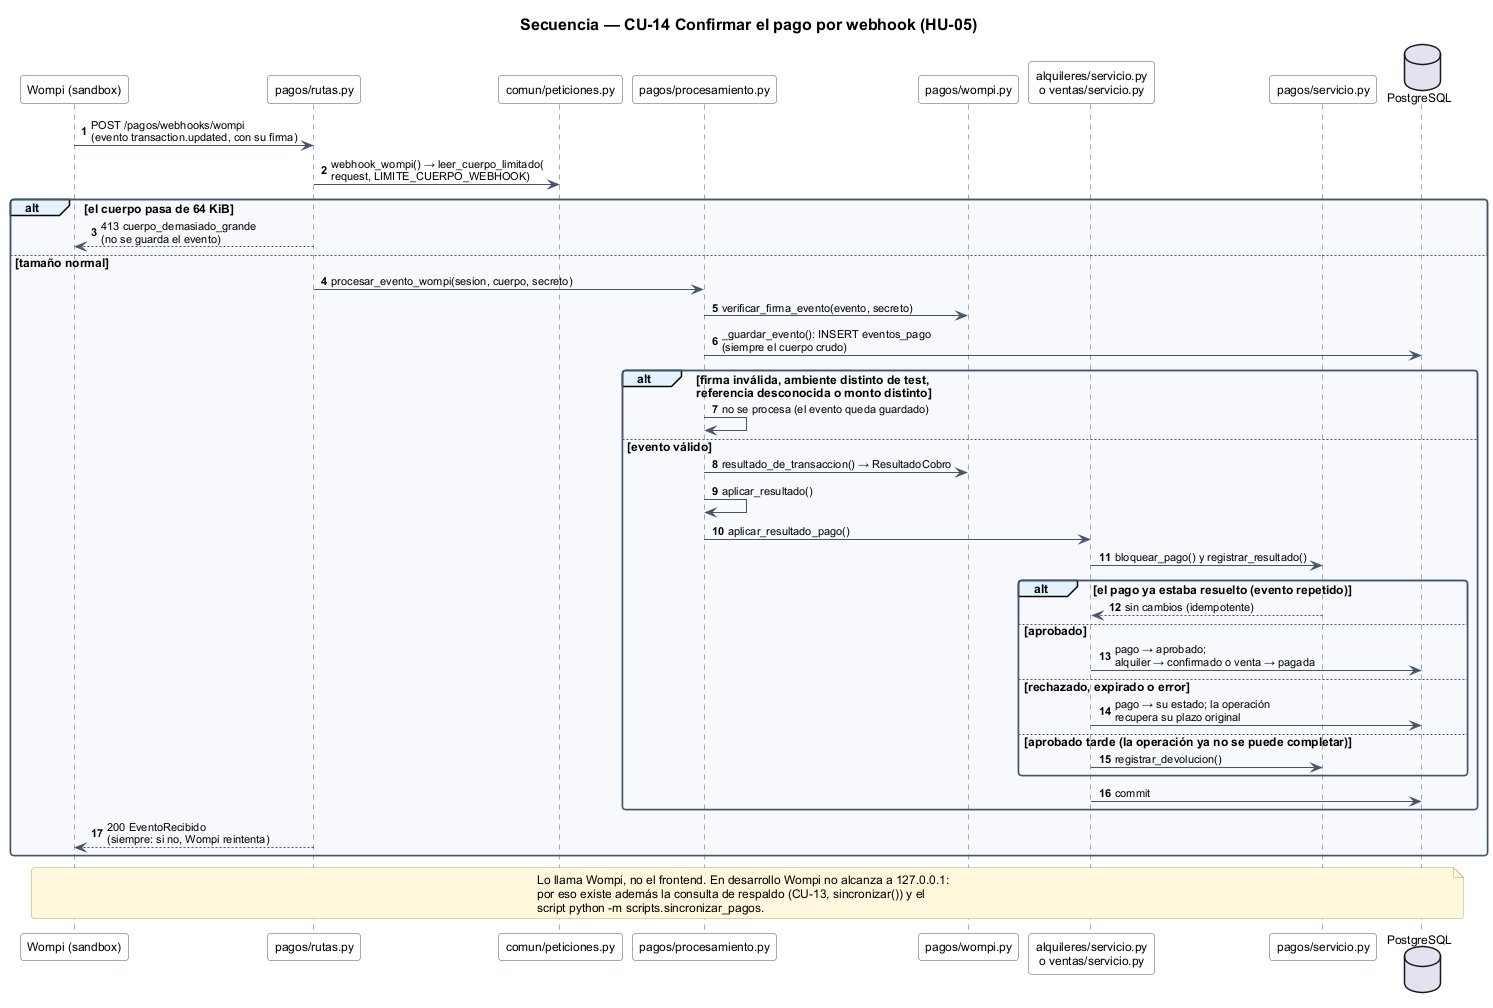 Secuencia — CU-14 Confirmar el pago por webhook (HU-05)
Wompi (sandbox)
pagos/rutas.py
comun/peticiones.py
pagos/procesamiento.py
pagos/wompi.py
alquileres/servicio.py
o ventas/servicio.py
pagos/servicio.py
PostgreSQL
1 POST /pagos/webhooks/wompi
(evento transaction.updated, con su firma)
2 webhook_wompi() → leer_cuerpo_limitado(
request, LIMITE_CUERPO_WEBHOOK)
alt [el cuerpo pasa de 64 KiB]
3 413 cuerpo_demasiado_grande
(no se guarda el evento)
[tamaño normal]
4 procesar_evento_wompi(sesion, cuerpo, secreto)
5 verificar_firma_evento(evento, secreto)
6 _guardar_evento(): INSERT eventos_pago
(siempre el cuerpo crudo)
alt [firma inválida, ambiente distinto de test,
referencia desconocida o monto distinto]
7 no se procesa (el evento queda guardado)
[evento válido]
8 resultado_de_transaccion() → ResultadoCobro
9 aplicar_resultado()
10 aplicar_resultado_pago()
11 bloquear_pago() y registrar_resultado()
alt [el pago ya estaba resuelto (evento repetido)]
12 sin cambios (idempotente)
[aprobado]
13 pago → aprobado;
alquiler → confirmado o venta → pagada
[rechazado, expirado o error]
14 pago → su estado; la operación
recupera su plazo original
[aprobado tarde (la operación ya no se puede completar)]
15 registrar_devolucion()
16 commit
17 200 EventoRecibido
(siempre: si no, Wompi reintenta)
Lo llama Wompi, no el frontend. En desarrollo Wompi no alcanza a 127.0.0.1:
por eso existe además la consulta de respaldo (CU-13, sincronizar()) y el
script python -m scripts.sincronizar_pagos.
Wompi (sandbox)
pagos/rutas.py
comun/peticiones.py
pagos/procesamiento.py
pagos/wompi.py
alquileres/servicio.py
o ventas/servicio.py
pagos/servicio.py
PostgreSQL